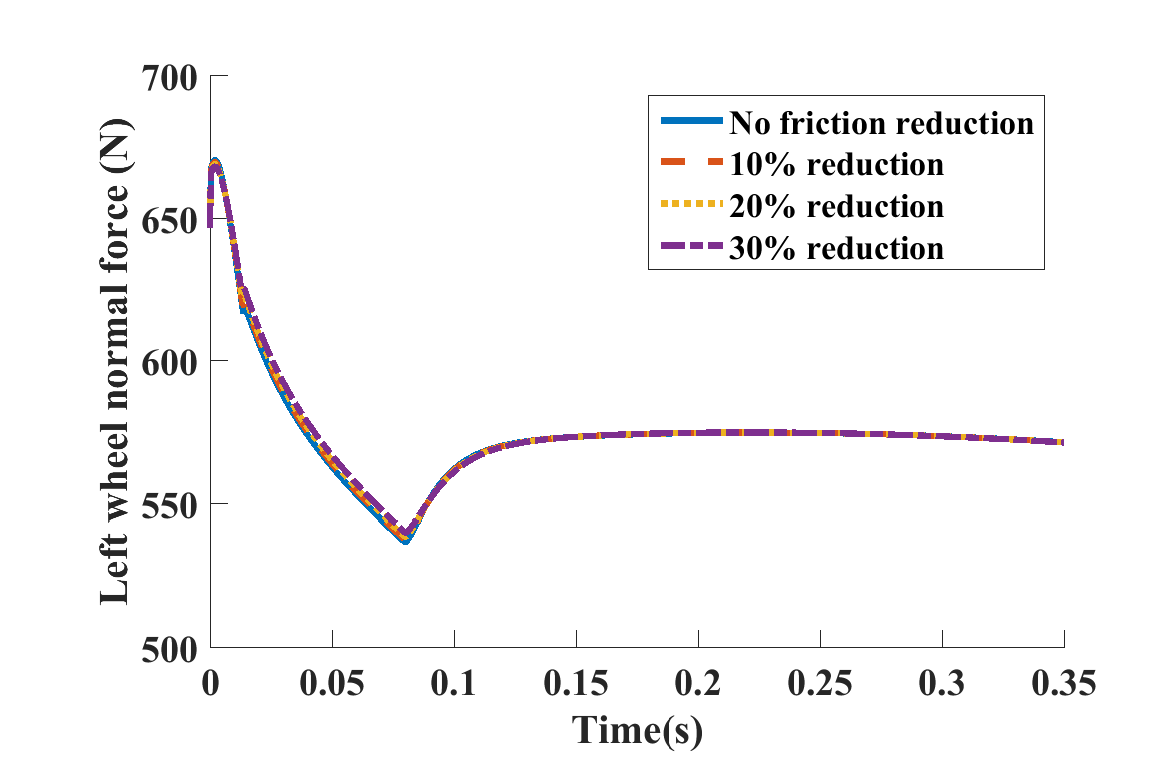 700
650
600
550
500
Left wheel normal force (N)
No friction reduction
10% reduction
20% reduction
30% reduction
0 0.05 0.1 0.15 0.2 0.25 0.3 0.35
Time(s)